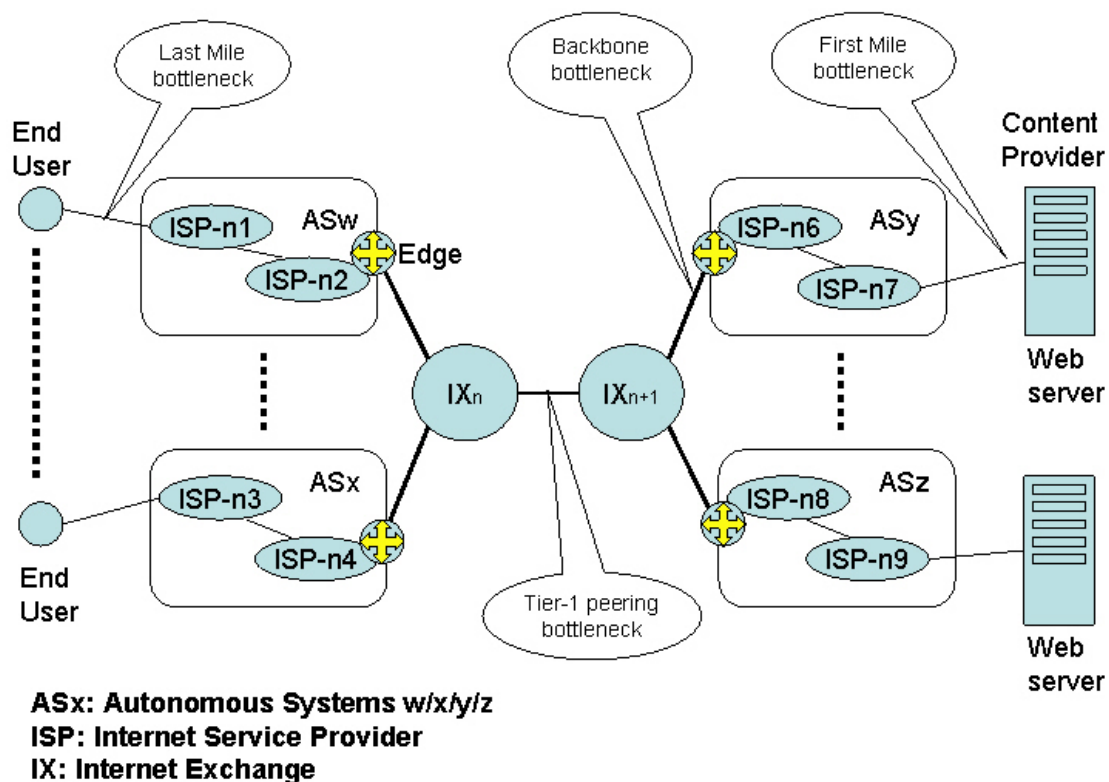 Last Mile
bottleneck
Backbone
bottleneck
First Mile
bottleneck
End
User
Content
Provider
ISP-n1
ASw
ISP-n2
Edge
ISP-n6
ASy
ISP-n7
IXn
IXn+1
Web
server
ISP-n3
ASx
ISP-n4
ISP-n8
ASz
ISP-n9
End
User
Tier-1 peering
bottleneck
Web
server
ASx: Autonomous Systems w/x/y/z
ISP: Internet Service Provider
IX: Internet Exchange